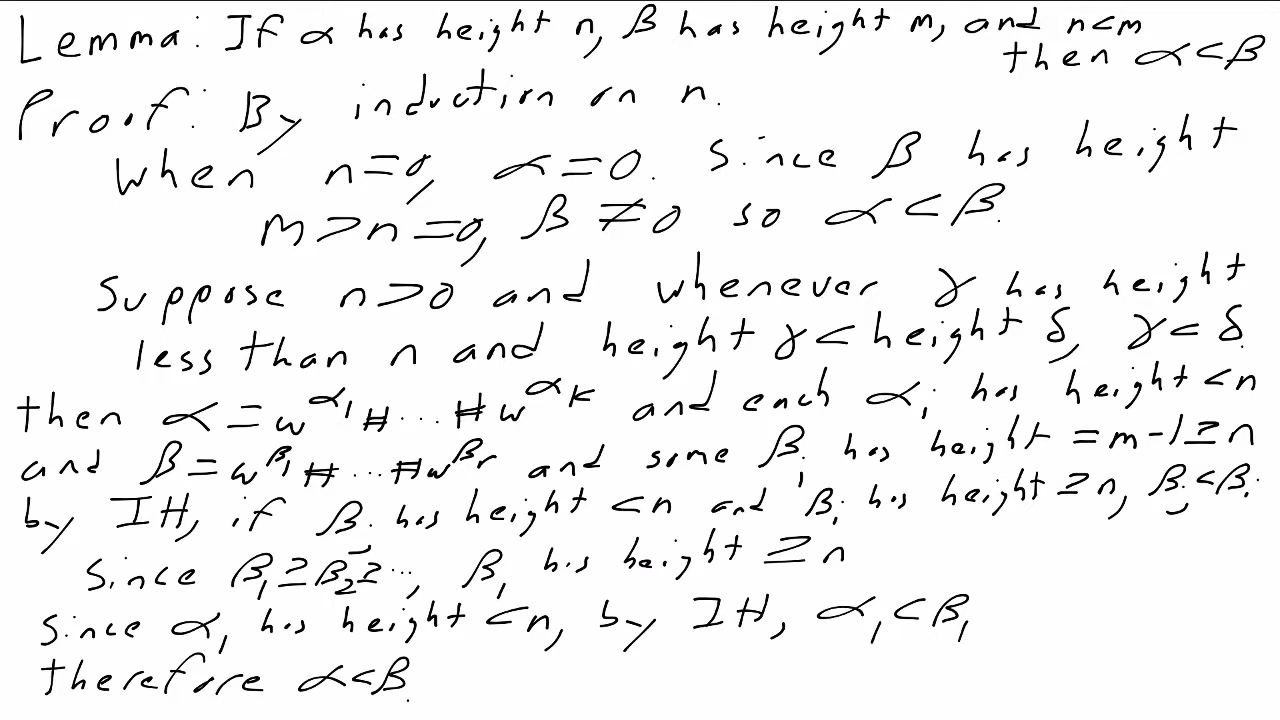 Lemma: If α has height n, β has height m, and n<m
then α<β
Proof: By induction on n.
When n=0, α=0. Since β has height
m>n=0, β≠0 so α<β.
Suppose n>0 and whenever γ has height
less than n and height γ<height δ, γ<δ.
then α=ω^α₁ # ... # ω^αₖ and each αᵢ has height<n
and β=ω^β₁ # ... # ω^βᵣ and some βᵢ has height =m-1≥n
by IH, if βⱼ has height <n and βᵢ has height ≥n, βⱼ<βᵢ.
Since β₁≥β₂≥..., β₁ has height ≥n
Since α₁ has height <n, by IH, α₁<β₁
therefore α<β.